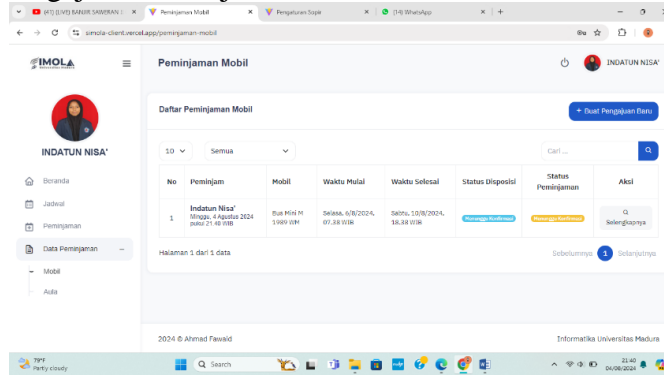 (41) (LIVE) BANJIR SAWERAN
Peminjaman Mobil
Pengaturan Sopir
(14) WhatsApp
simola-client.vercel.app/peminjaman-mobil
SIMOLA
Peminjaman Mobil
INDATUN NISA'
INDATUN NISA'
Beranda
Jadwal
Peminjaman
Data Peminjaman
Mobil
Aula
Daftar Peminjaman Mobil
+ Buat Pengajuan Baru
10
Semua
Cari ...
No Peminjam Mobil Waktu Mulai Waktu Selesai Status Disposisi Status Peminjaman Aksi
1
Indatun Nisa'
Minggu, 4 Agustus 2024
pukul 21.40 WIB
Bus Mini M
1989 WM
Selasa, 6/8/2024,
07.38 WIB
Sabtu, 10/8/2024,
18.38 WIB
Menunggu Konfirmasi
Menunggu Konfirmasi
Selengkapnya
Halaman 1 dari 1 data
Sebelumnya 1 Selanjutnya
2024 © Ahmad Fawaid
Informatika Universitas Madura
79°F
Partly cloudy
Search
21:40
04/08/2024